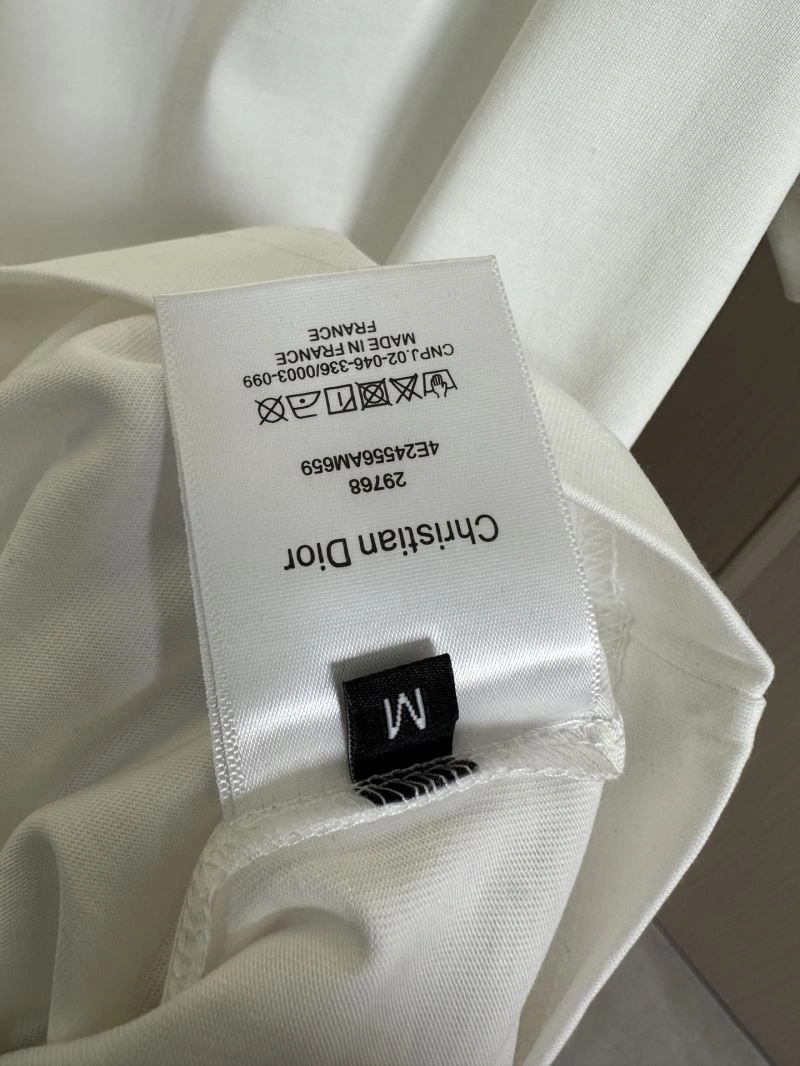 Christian Dior
29768
4E24556AM659
CNPJ.02-046-336/0003-099
MADE IN FRANCE
FRANCE
M